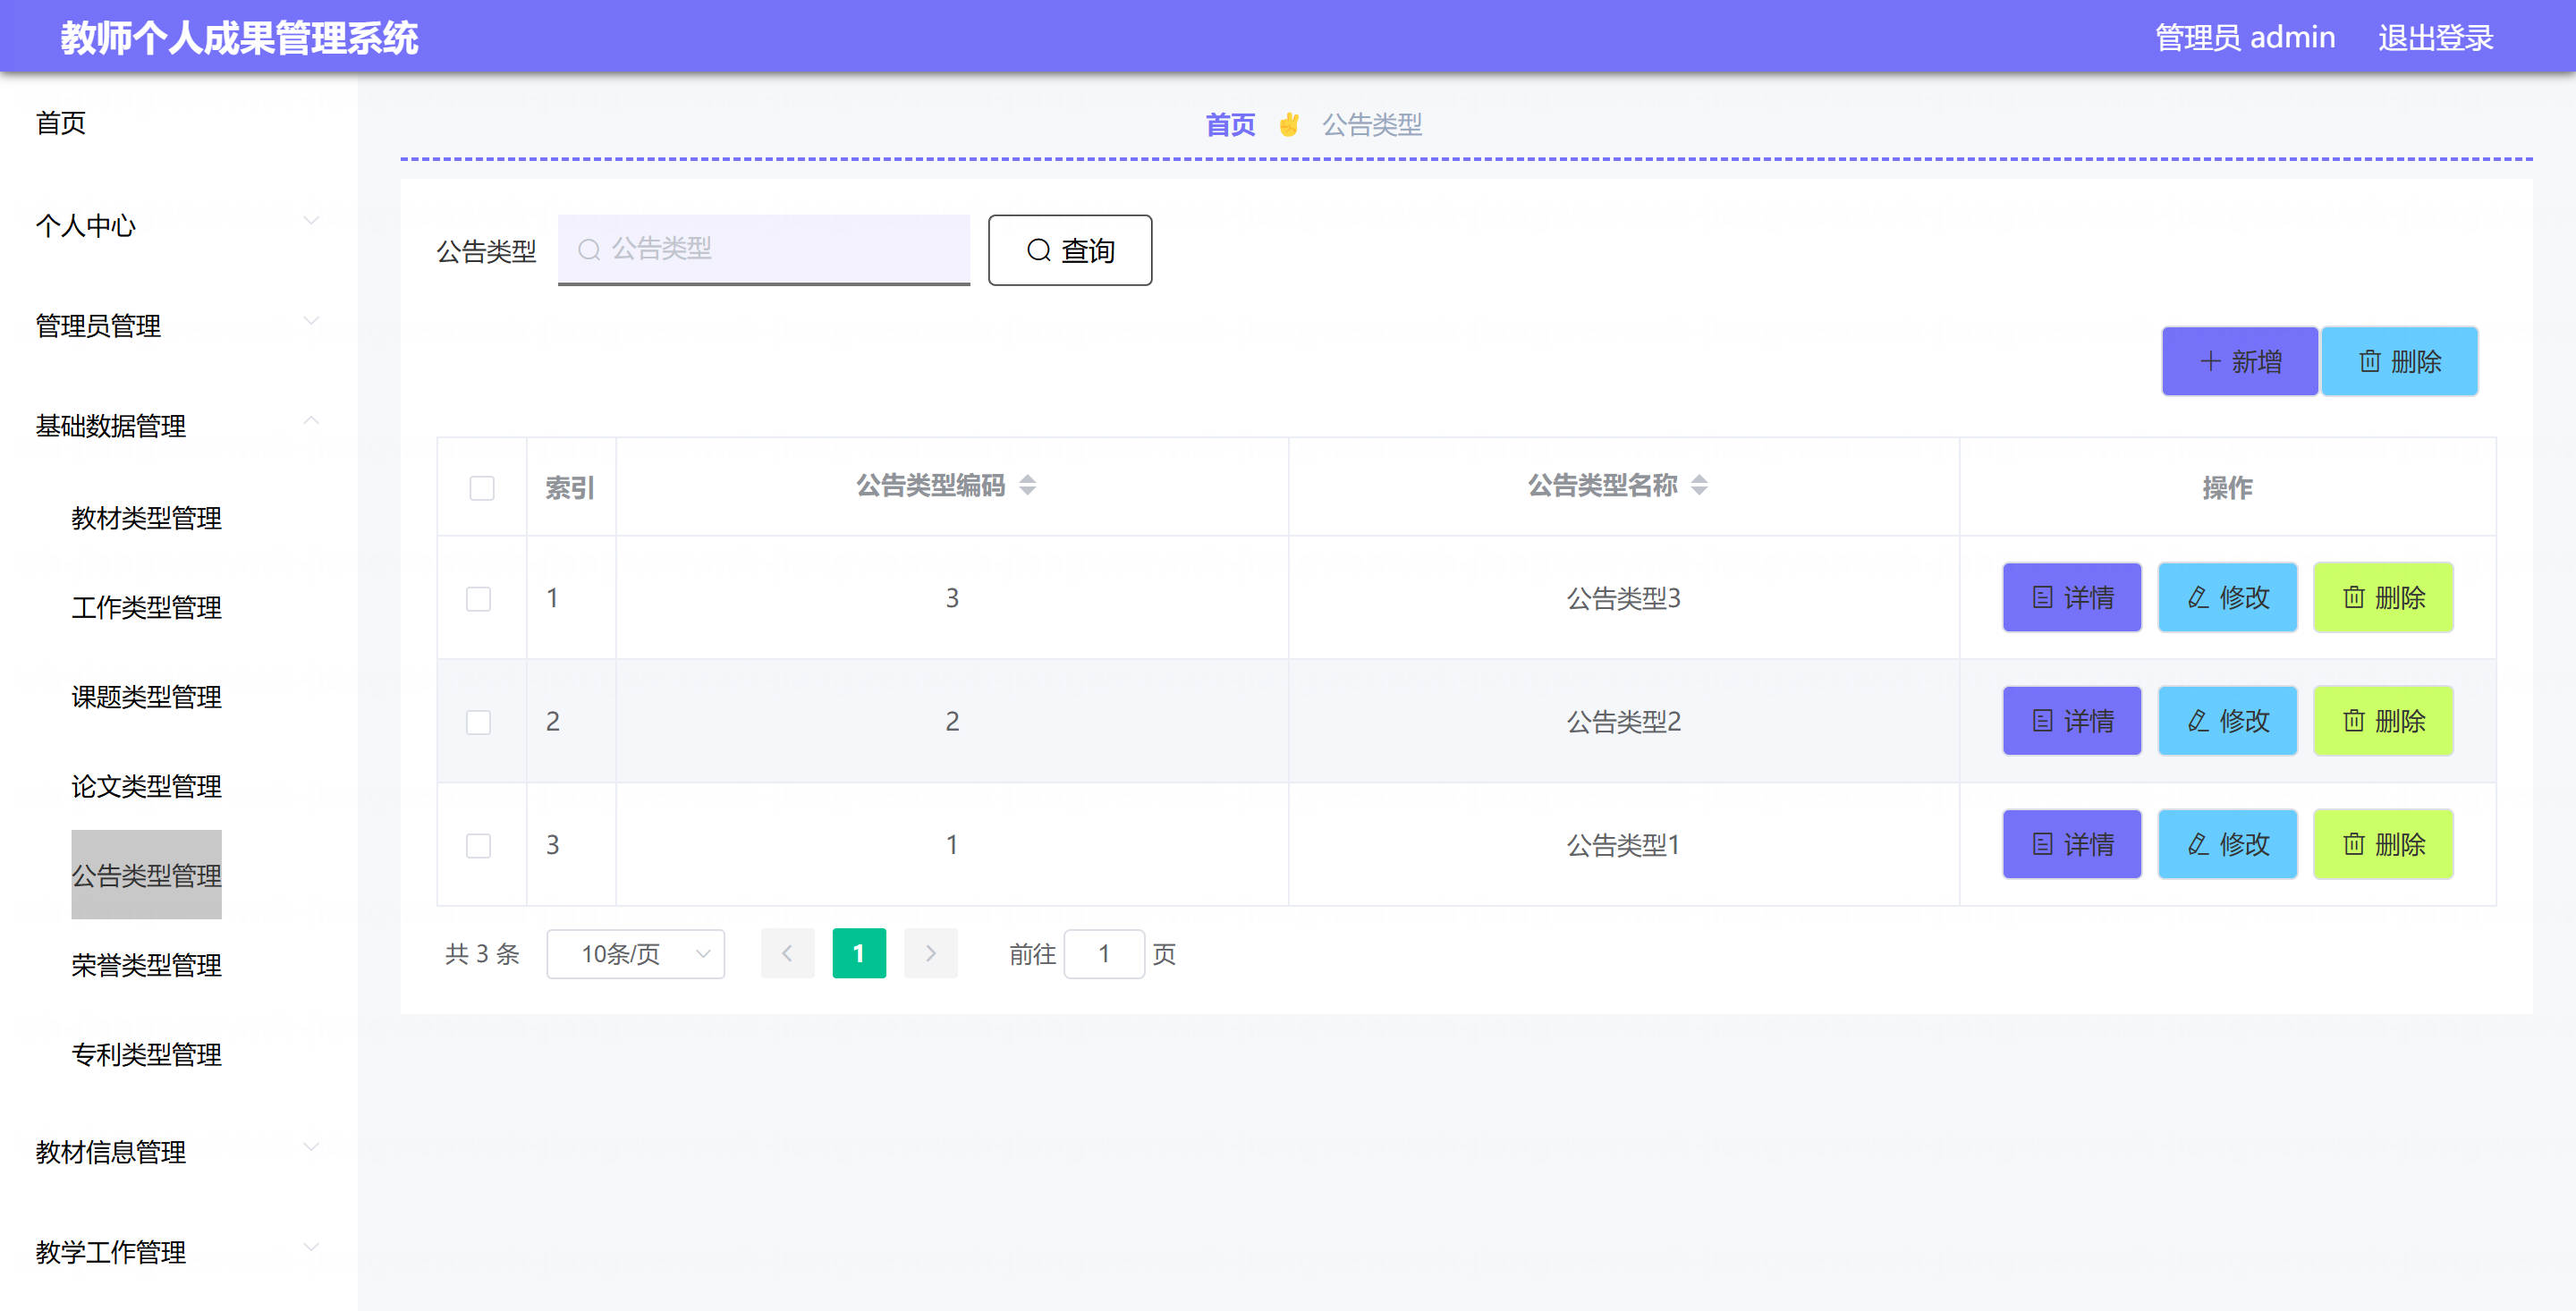 教师个人成果管理系统
管理员 admin 退出登录
首页
个人中心
管理员管理
基础数据管理
教材类型管理
工作类型管理
课题类型管理
论文类型管理
公告类型管理
荣誉类型管理
专利类型管理
教材信息管理
教学工作管理
首页 公告类型
公告类型 公告类型 查询
新增 删除
索引 公告类型编码 公告类型名称 操作
1 3 公告类型3 详情 修改 删除
2 2 公告类型2 详情 修改 删除
3 1 公告类型1 详情 修改 删除
共 3 条 10条/页 1 前往 1 页